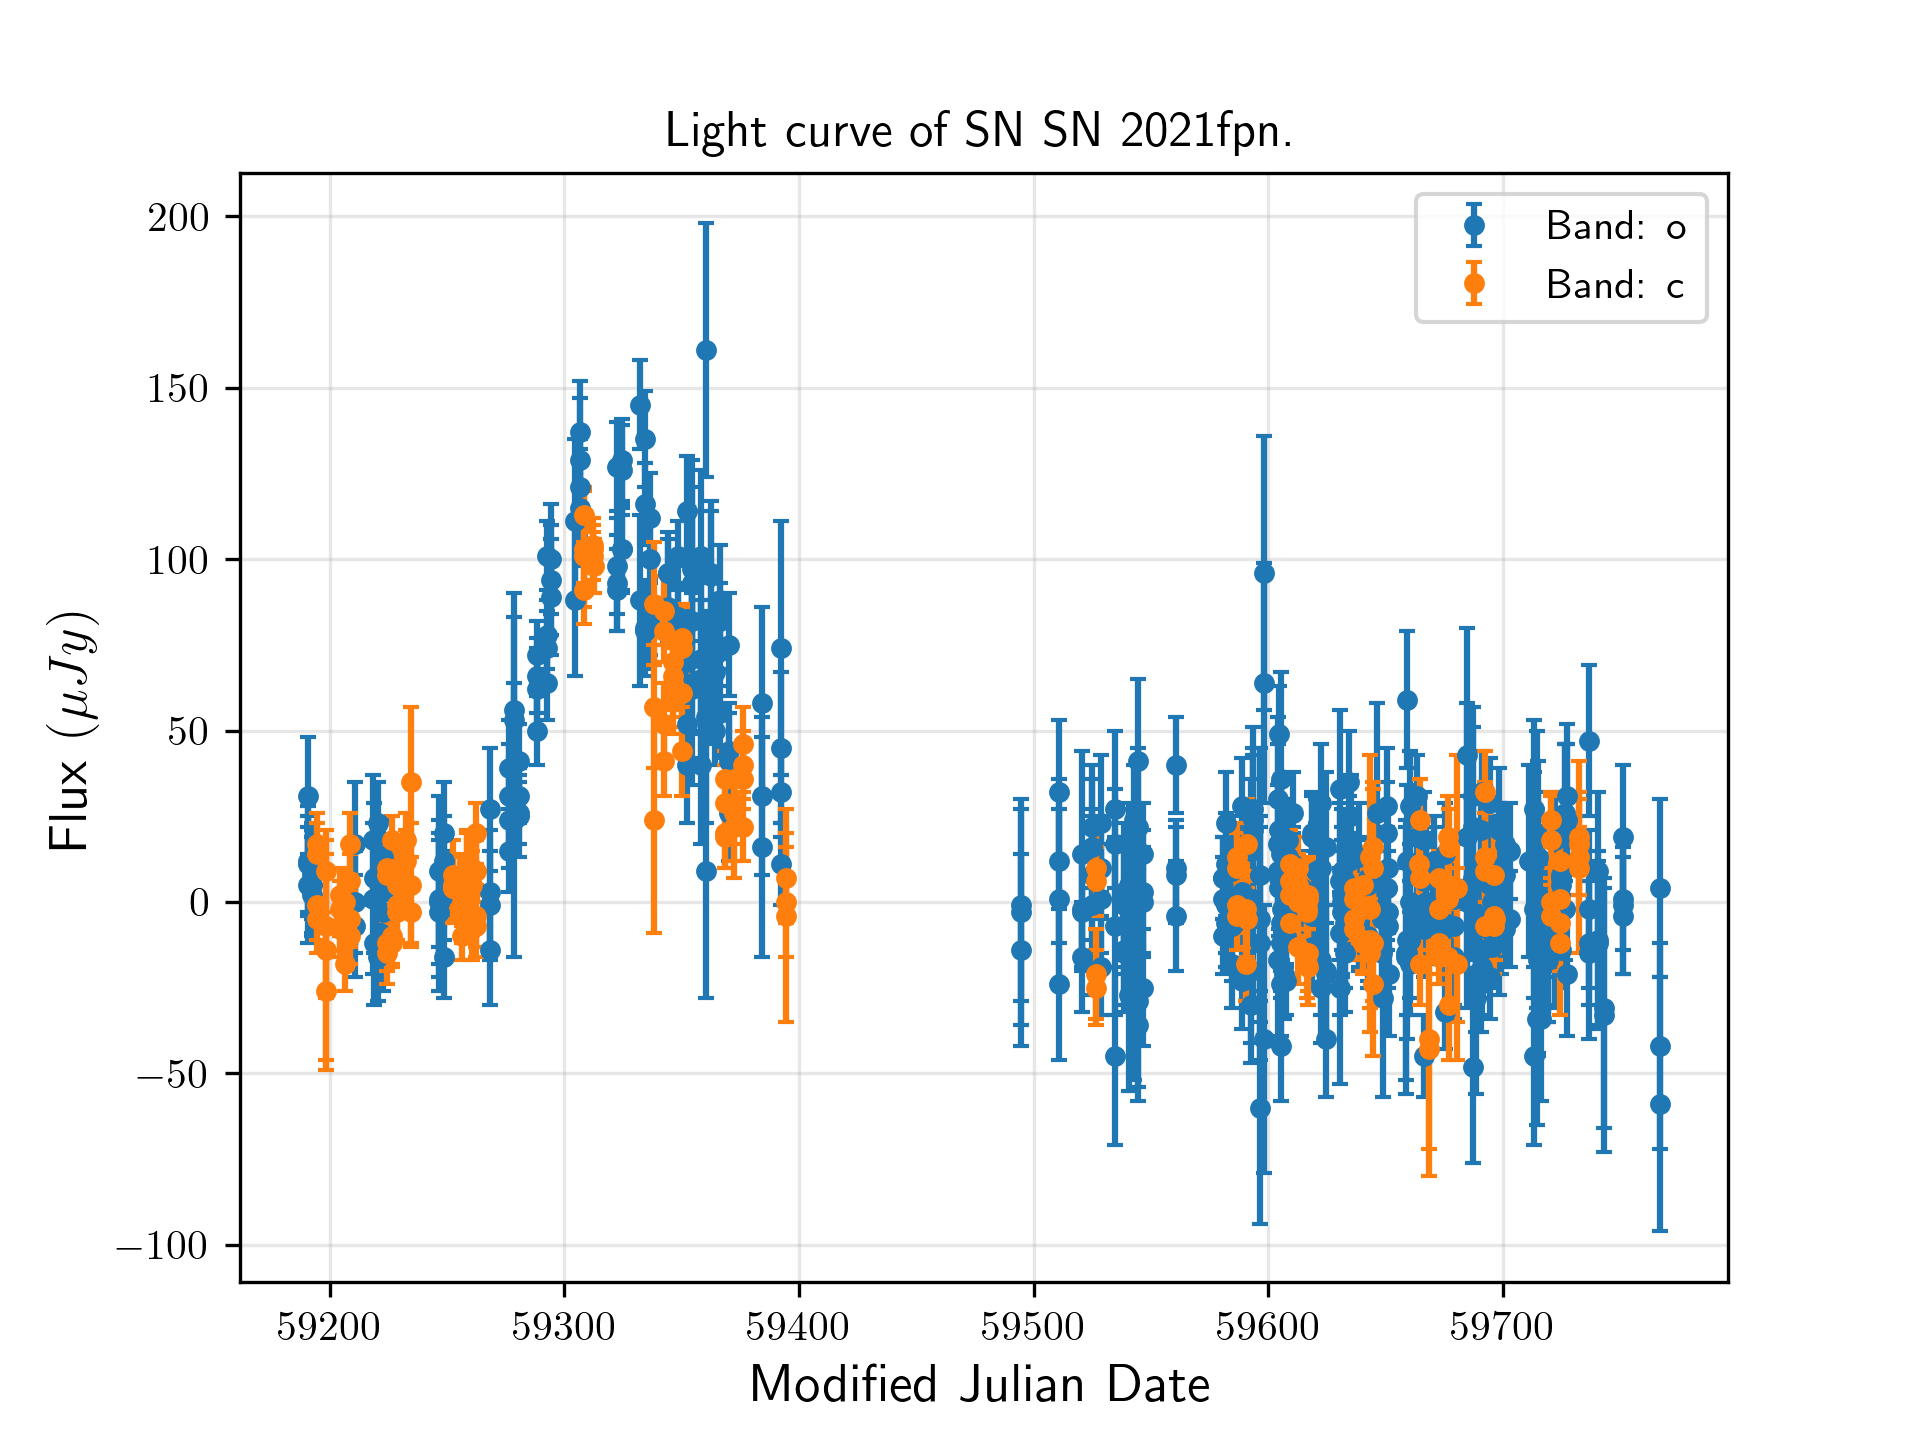 Light curve of SN SN 2021fpn.
Band: o
Band: c
200
150
100
50
0
−50
−100
Flux (μJy)
59200 59300 59400 59500 59600 59700
Modified Julian Date